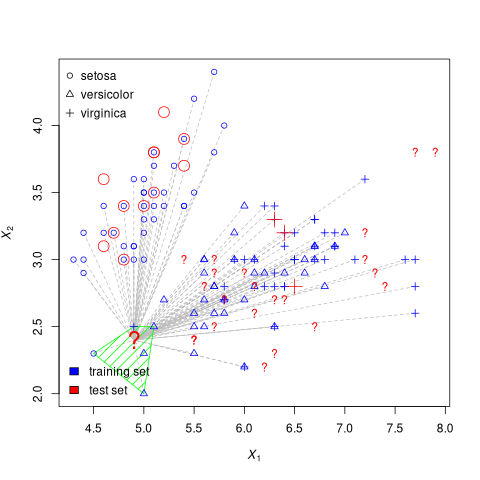 setosa
versicolor
virginica
training set
test set
X2
2.0
2.5
3.0
3.5
4.0
4.5
5.0
5.5
6.0
6.5
7.0
7.5
8.0
X1